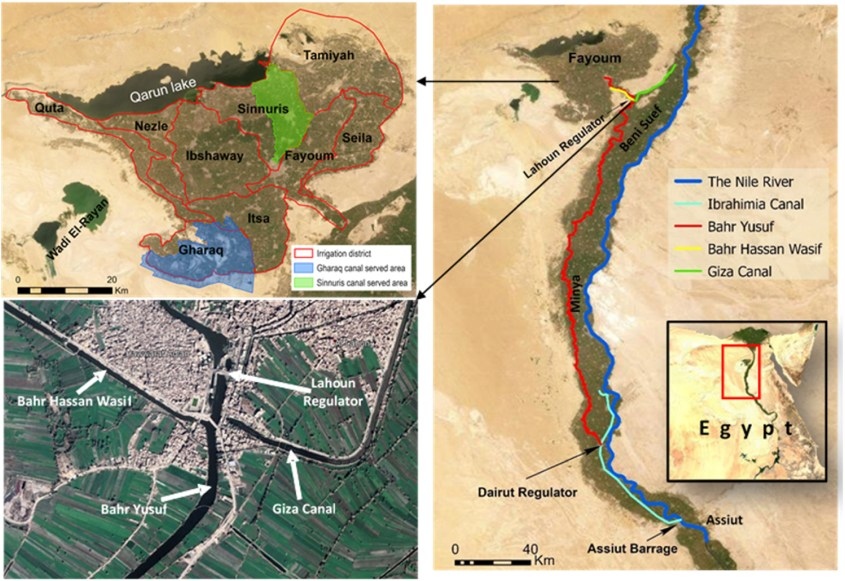 Tamiyah
Qarun lake
Quta
Sinnuris
Nezle
Seila
Ibshaway
Fayoum
Itsa
Wadi El-Rayan
Gharaq
0 20
Km
Irrigation district
Gharaq canal served area
Sinnuris canal served area
Bahr Hassan Wasif
Lahoun
Regulator
Bahr Yusuf
Giza Canal
Fayoum
Lahoun Regulator
Beni Suef
The Nile River
Ibrahimia Canal
Bahr Yusuf
Bahr Hassan Wasif
Giza Canal
Minya
Egypt
Dairut Regulator
Assiut
Assiut Barrage
0 40
Km